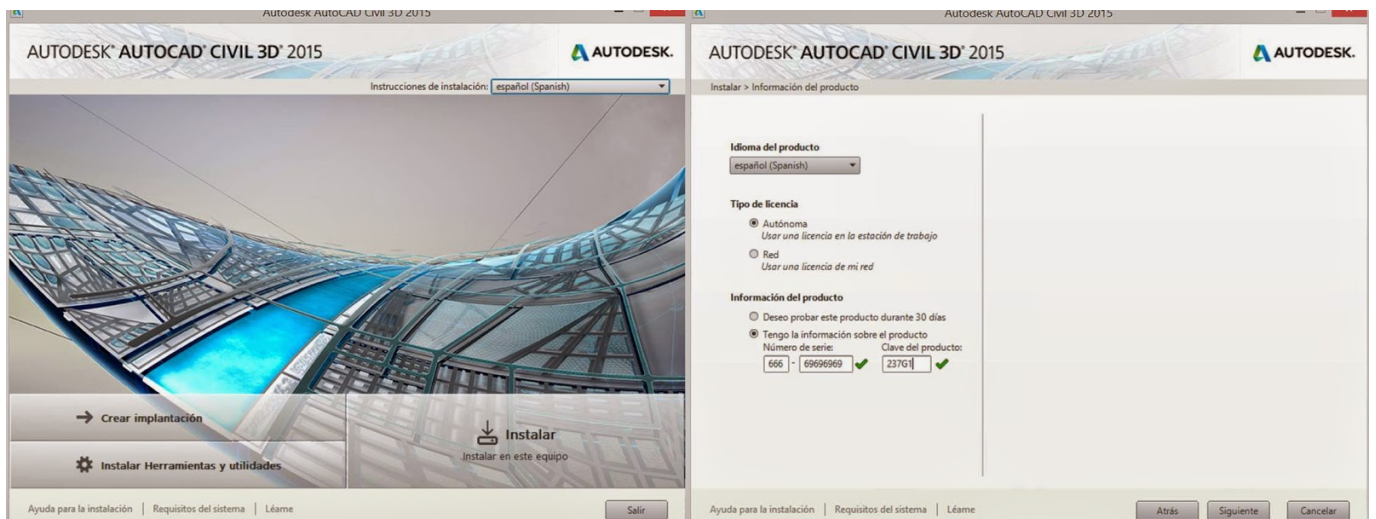 Autodesk AutoCAD Civil 3D 2015
AUTODESK® AUTOCAD® CIVIL 3D® 2015
AUTODESK.
Instrucciones de instalación: español (Spanish)
Crear implantación
Instalar Herramientas y utilidades
Instalar
Instalar en este equipo
Ayuda para la instalación | Requisitos del sistema | Léame
Salir
Autodesk AutoCAD Civil 3D 2015
AUTODESK® AUTOCAD® CIVIL 3D® 2015
AUTODESK.
Instalar > Información del producto
Idioma del producto
español (Spanish)
Tipo de licencia
Autónoma
Usar una licencia en la estación de trabajo
Red
Usar una licencia de mi red
Información del producto
Deseo probar este producto durante 30 días
Tengo la información sobre el producto
Número de serie: Clave del producto:
666 - 69696969 237G1
Ayuda para la instalación | Requisitos del sistema | Léame
Atrás Siguiente Cancelar